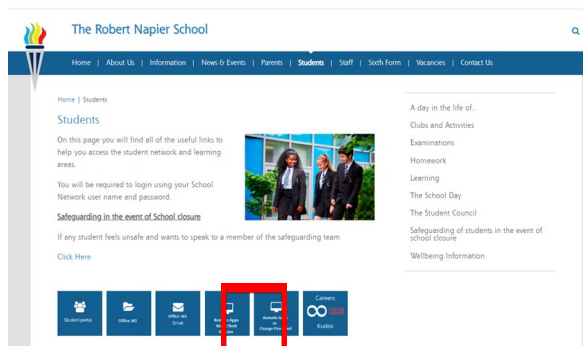 The Robert Napier School
Home | About Us | Information | News & Events | Parents | Students | Staff | Sixth Form | Vacancies | Contact Us
Home | Students
Students
On this page you will find all of the useful links to
help you access the student network and learning
areas.
You will be required to login using your School
Network user name and password.
Safeguarding in the event of School closure
If any student feels unsafe and wants to speak to a member of the safeguarding team
Click Here
A day in the life of...
Clubs and Activities
Examinations
Homework
Learning
The School Day
The Student Council
Safeguarding of students in the event of
school closure
Wellbeing Information
Student portal
Office 365
Office 365
Email
Remote Apps
or
Change Password
Careers
Kudos